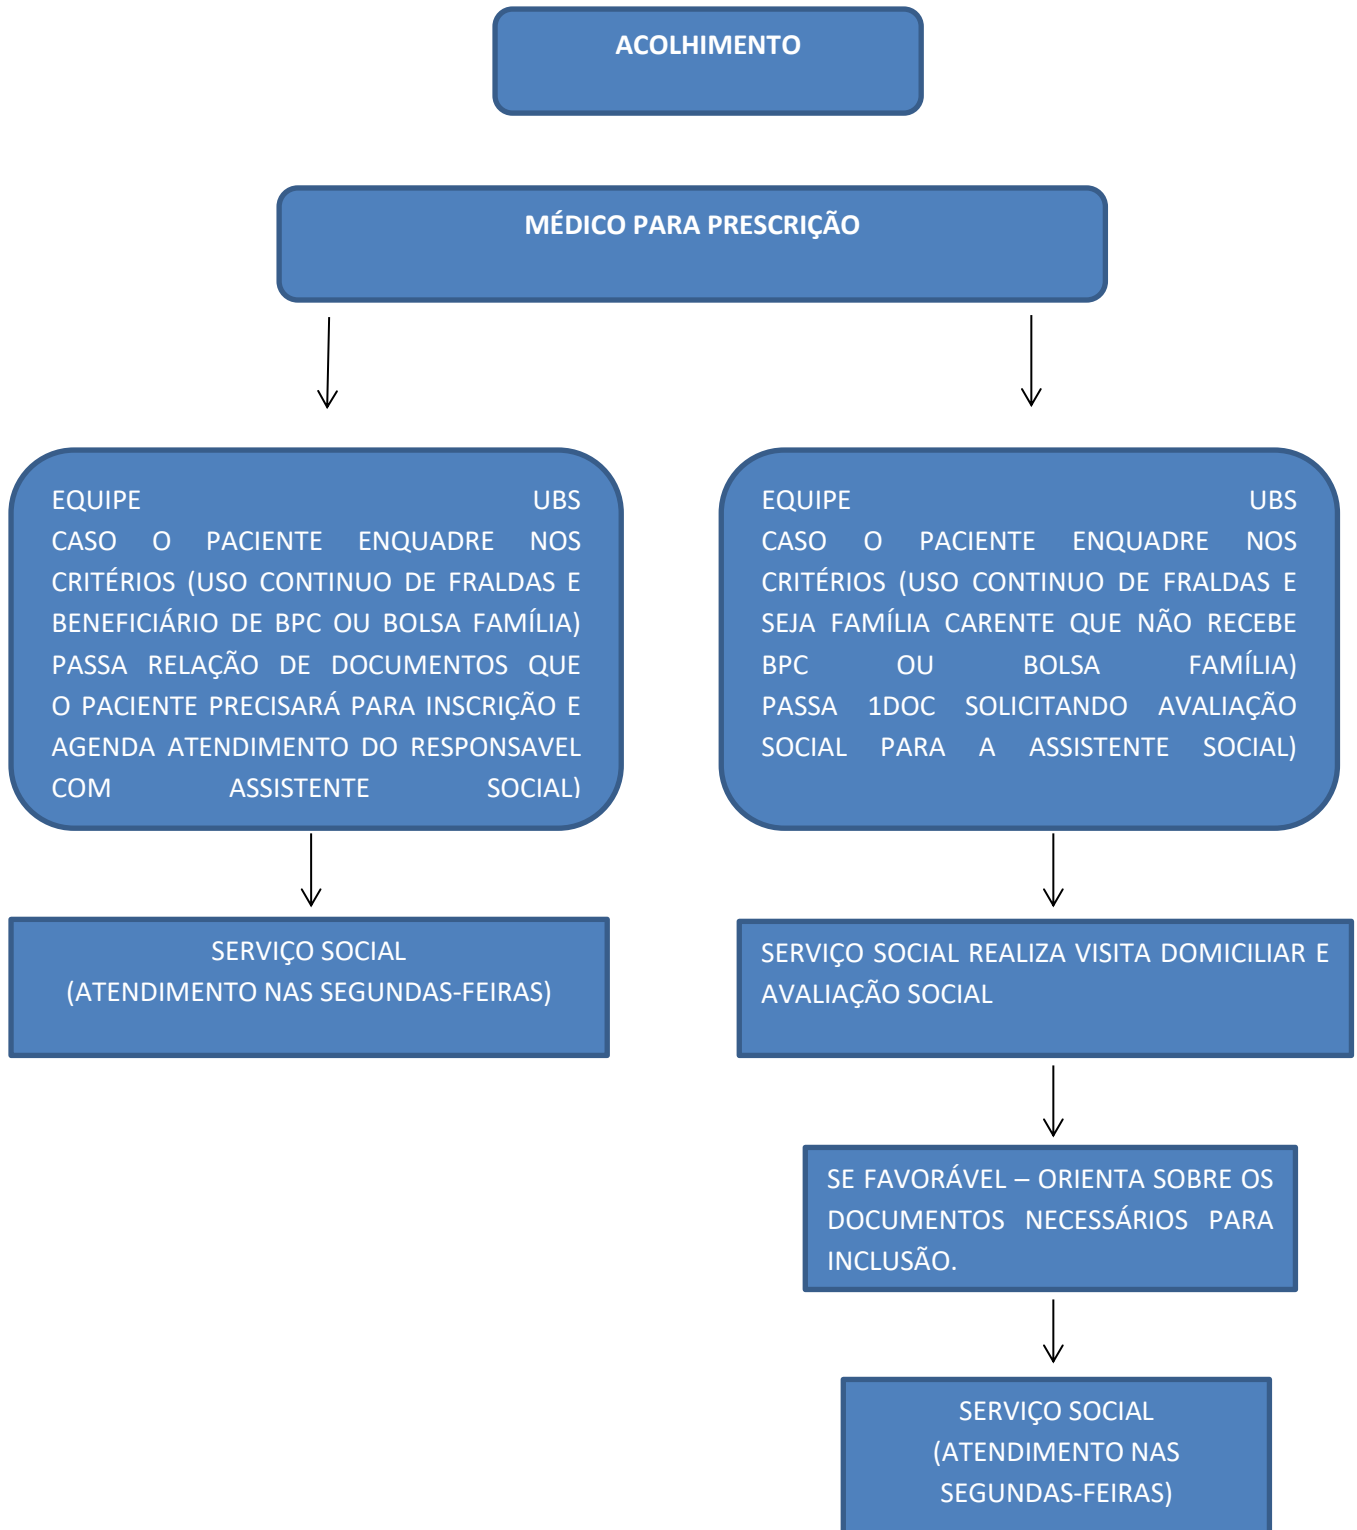 ACOLHIMENTO
MÉDICO PARA PRESCRIÇÃO
EQUIPE UBS
CASO O PACIENTE ENQUADRE NOS
CRITÉRIOS (USO CONTINUO DE FRALDAS E
BENEFICIÁRIO DE BPC OU BOLSA FAMÍLIA)
PASSA RELAÇÃO DE DOCUMENTOS QUE
O PACIENTE PRECISARÁ PARA INSCRIÇÃO E
AGENDA ATENDIMENTO DO RESPONSAVEL
COM ASSISTENTE SOCIAL)
EQUIPE UBS
CASO O PACIENTE ENQUADRE NOS
CRITÉRIOS (USO CONTINUO DE FRALDAS E
SEJA FAMÍLIA CARENTE QUE NÃO RECEBE
BPC OU BOLSA FAMÍLIA)
PASSA 1DOC SOLICITANDO AVALIAÇÃO
SOCIAL PARA A ASSISTENTE SOCIAL)
SERVIÇO SOCIAL
(ATENDIMENTO NAS SEGUNDAS-FEIRAS)
SERVIÇO SOCIAL REALIZA VISITA DOMICILIAR E
AVALIAÇÃO SOCIAL
SE FAVORÁVEL – ORIENTA SOBRE OS
DOCUMENTOS NECESSÁRIOS PARA
INCLUSÃO.
SERVIÇO SOCIAL
(ATENDIMENTO NAS
SEGUNDAS-FEIRAS)